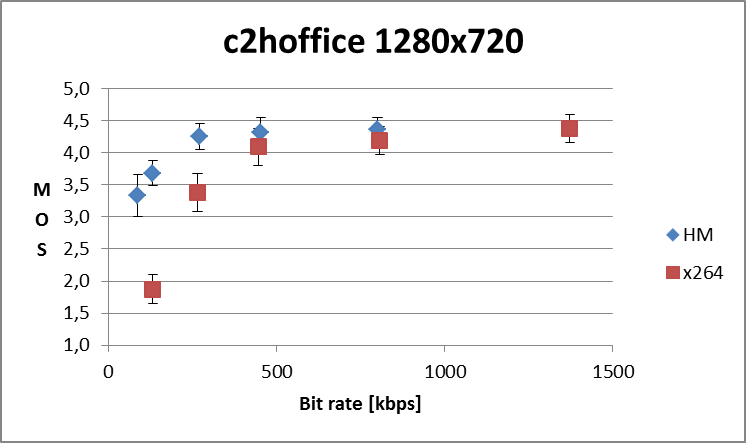 c2hoffice 1280x720
5,0
4,5
4,0
3,5
3,0
2,5
2,0
1,5
1,0
M
O
S
0
500
1000
1500
Bit rate [kbps]
HM
x264